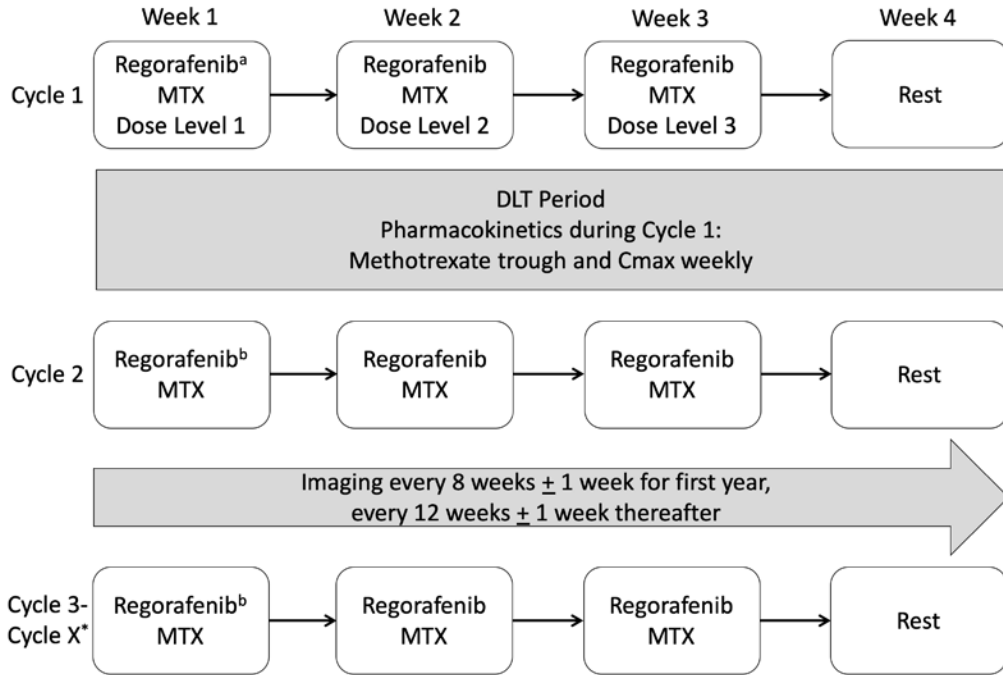 Week 1 Week 2 Week 3 Week 4
Cycle 1
Regorafenibᵃ
MTX
Dose Level 1
Regorafenib
MTX
Dose Level 2
Regorafenib
MTX
Dose Level 3
Rest
DLT Period
Pharmacokinetics during Cycle 1:
Methotrexate trough and Cmax weekly
Cycle 2
Regorafenibᵇ
MTX
Regorafenib
MTX
Regorafenib
MTX
Rest
Imaging every 8 weeks ± 1 week for first year,
every 12 weeks ± 1 week thereafter
Cycle 3-
Cycle X*
Regorafenibᵇ
MTX
Regorafenib
MTX
Regorafenib
MTX
Rest